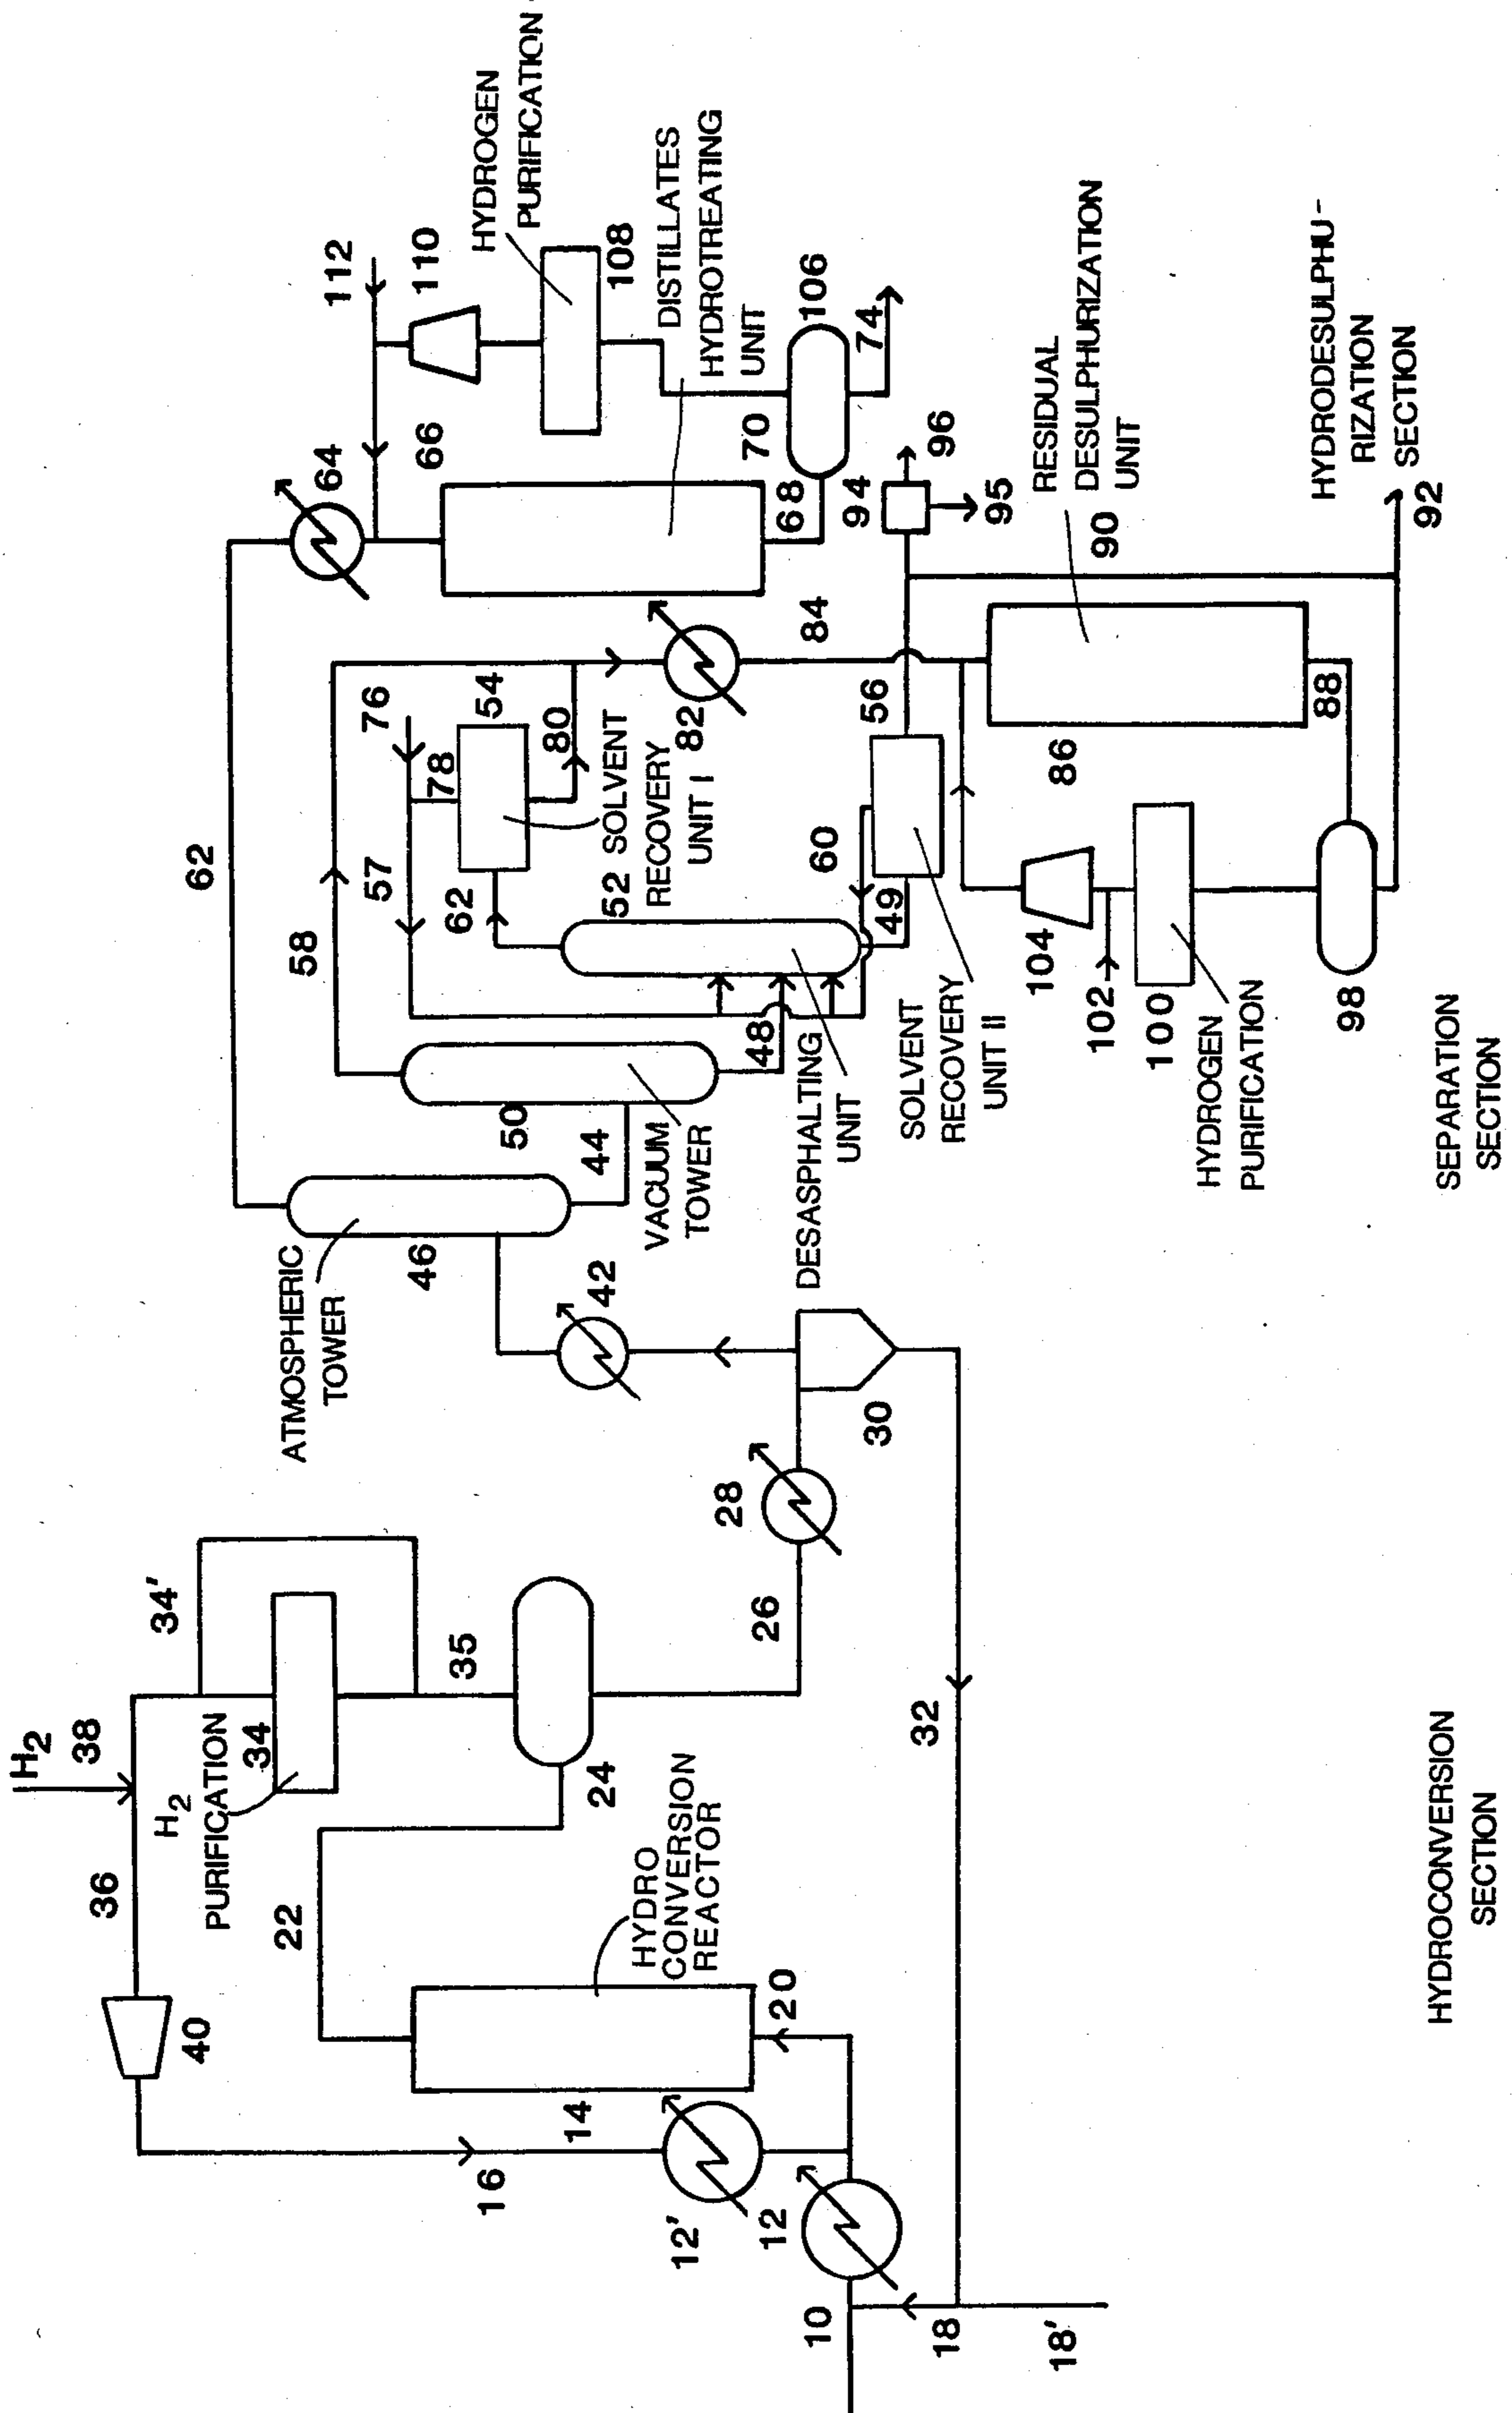 H2
38
36
40
H2
PURIFICATION
34
34'
35
22
24
HYDRO
CONVERSION
REACTOR
20
14
16
12'
12
10
18
18'
32
26
28
30
42
ATMOSPHERIC
TOWER
46
44
VACUUM
TOWER
50
48
62
58
57
76
78
54
80
62
52
SOLVENT
RECOVERY
UNIT I
82
60
49
DESASPHALTING
UNIT
SOLVENT
RECOVERY
UNIT II
56
84
64
66
112
110
HYDROGEN
PURIFICATION
108
DISTILLATES
HYDROTREATING
UNIT
68
70
106
74
94
96
95
90
RESIDUAL
DESULPHURIZATION
UNIT
86
88
92
104
102
100
HYDROGEN
PURIFICATION
98
HYDROCONVERSION
SECTION
SEPARATION
SECTION
HYDRODESULPHU-
RIZATION
SECTION